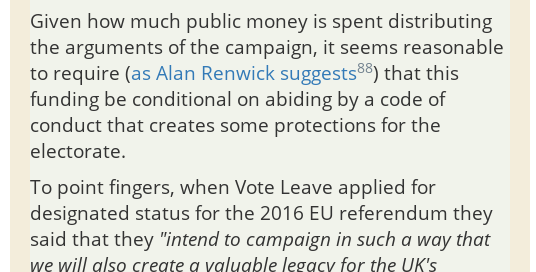 Given how much public money is spent distributing
the arguments of the campaign, it seems reasonable
to require (as Alan Renwick suggests88) that this
funding be conditional on abiding by a code of
conduct that creates some protections for the
electorate.
To point fingers, when Vote Leave applied for
designated status for the 2016 EU referendum they
said that they "intend to campaign in such a way that
we will also create a valuable legacy for the UK's